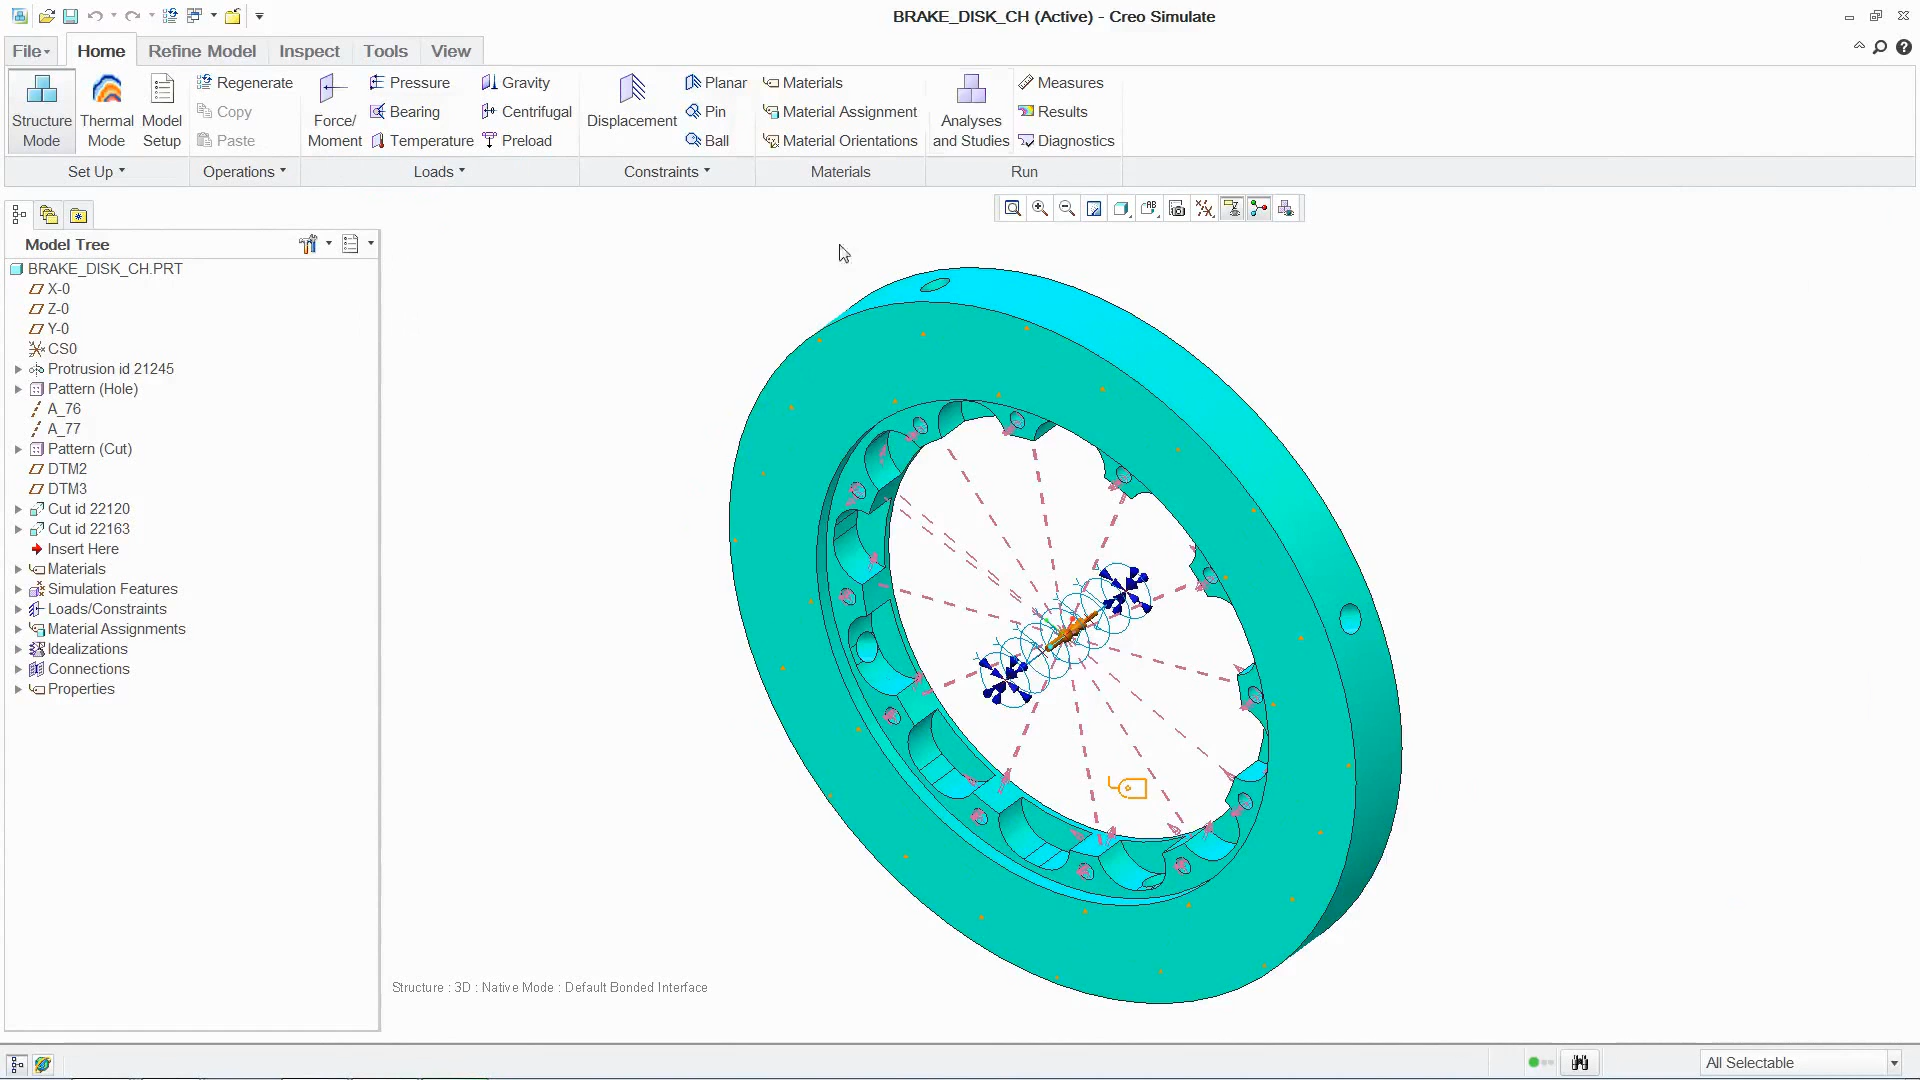 BRAKE_DISK_CH (Active) - Creo Simulate
File
Home
Refine Model
Inspect
Tools
View
Structure Mode
Thermal Mode
Model Setup
Regenerate
Copy
Paste
Force/ Moment
Pressure
Bearing
Temperature
Gravity
Centrifugal
Preload
Displacement
Planar
Pin
Ball
Materials
Material Assignment
Material Orientations
Analyses and Studies
Measures
Results
Diagnostics
Set Up
Operations
Loads
Constraints
Materials
Run
Model Tree
BRAKE_DISK_CH.PRT
X-0
Z-0
Y-0
CS0
Protrusion id 21245
Pattern (Hole)
A_76
A_77
Pattern (Cut)
DTM2
DTM3
Cut id 22120
Cut id 22163
Insert Here
Materials
Simulation Features
Loads/Constraints
Material Assignments
Idealizations
Connections
Properties
Structure : 3D : Native Mode : Default Bonded Interface
All Selectable